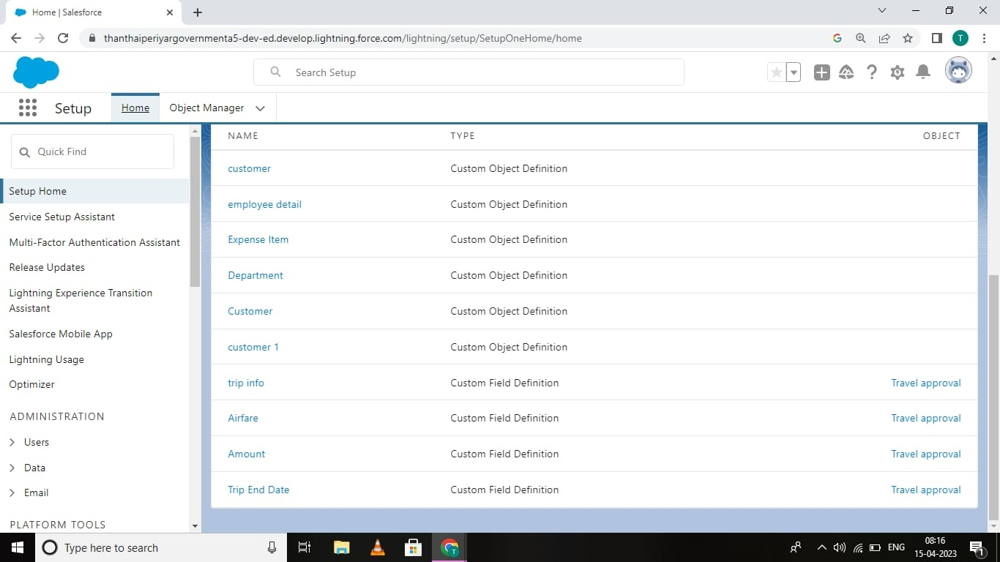 Home | Salesforce
thanthaiperiyargovernmenta5-dev-ed.develop.lightning.force.com/lightning/setup/SetupOneHome/home
T
Search Setup
Setup
Home
Object Manager
Quick Find
Setup Home
Service Setup Assistant
Multi-Factor Authentication Assistant
Release Updates
Lightning Experience Transition
Assistant
Salesforce Mobile App
Lightning Usage
Optimizer
ADMINISTRATION
Users
Data
Email
PLATFORM TOOLS
NAME TYPE OBJECT
customer Custom Object Definition
employee detail Custom Object Definition
Expense Item Custom Object Definition
Department Custom Object Definition
Customer Custom Object Definition
customer 1 Custom Object Definition
trip info Custom Field Definition Travel approval
Airfare Custom Field Definition Travel approval
Amount Custom Field Definition Travel approval
Trip End Date Custom Field Definition Travel approval
Type here to search
T
ENG
08:16
15-04-2023
1